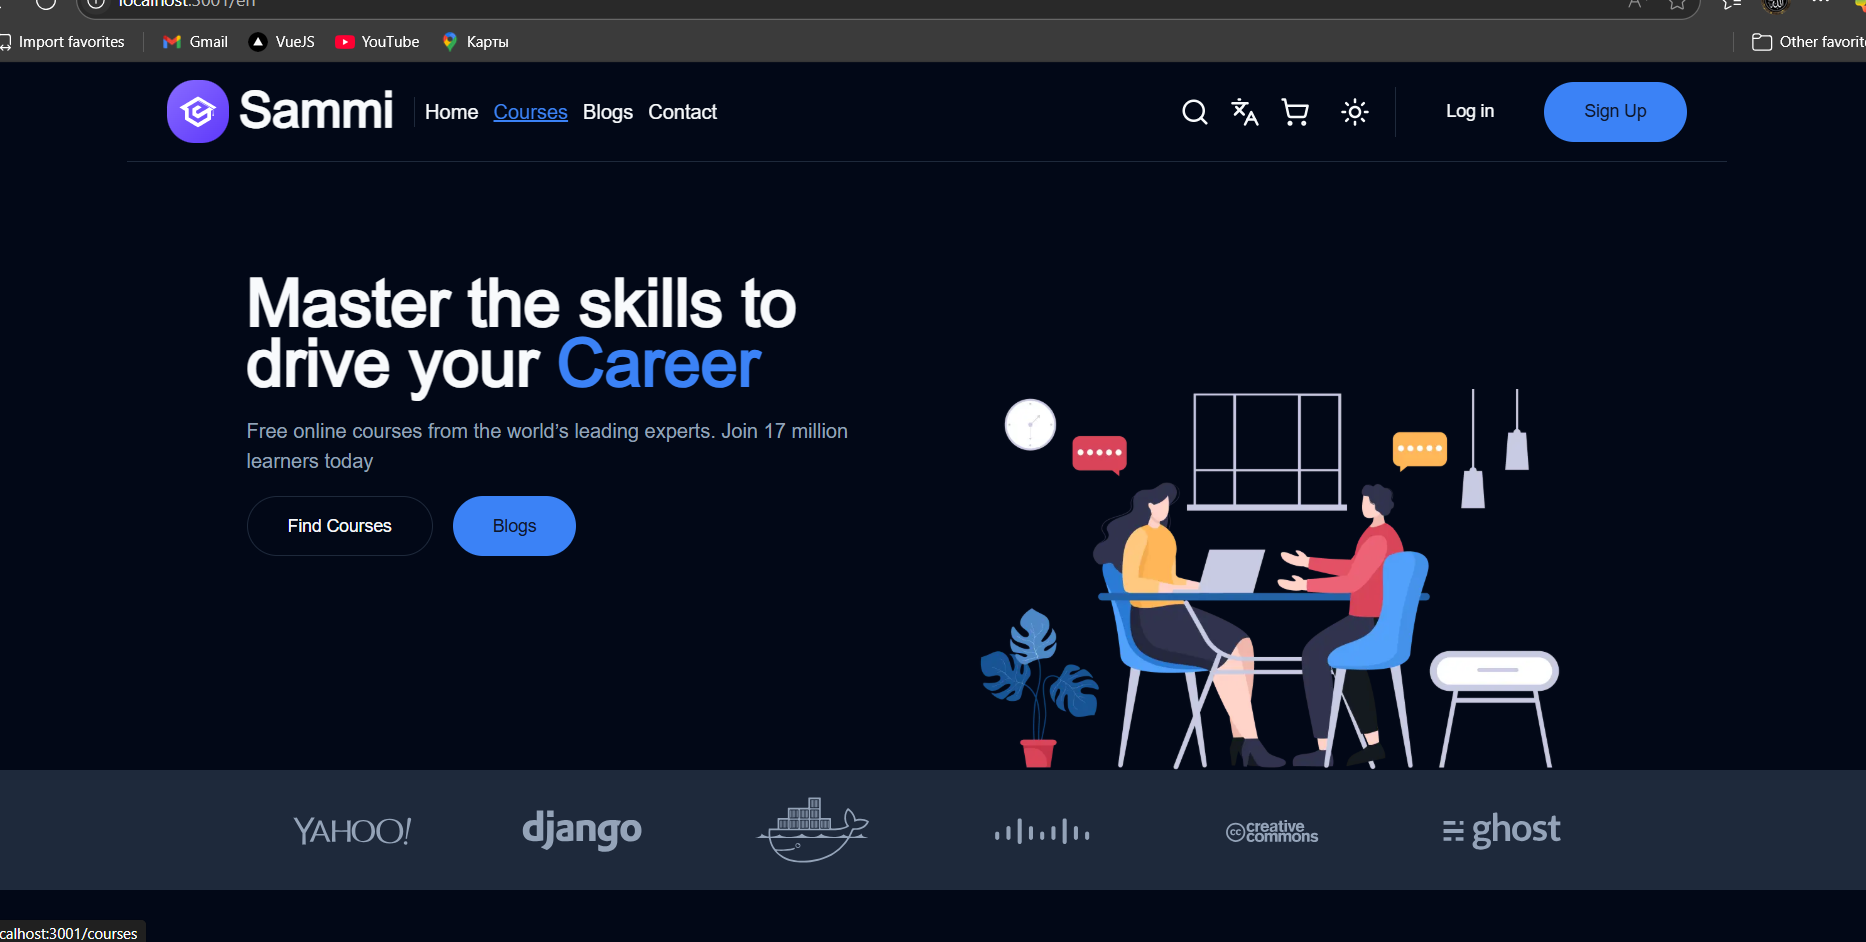 localhost:3001/en
Import favorites
Gmail
VueJS
YouTube
Карты
Other favorit
Sammi
Home
Courses
Blogs
Contact
Log in
Sign Up
Master the skills to
drive your Career
Free online courses from the world’s leading experts. Join 17 million
learners today
Find Courses
Blogs
YAHOO!
django
cc creative
commons
ghost
calhost:3001/courses